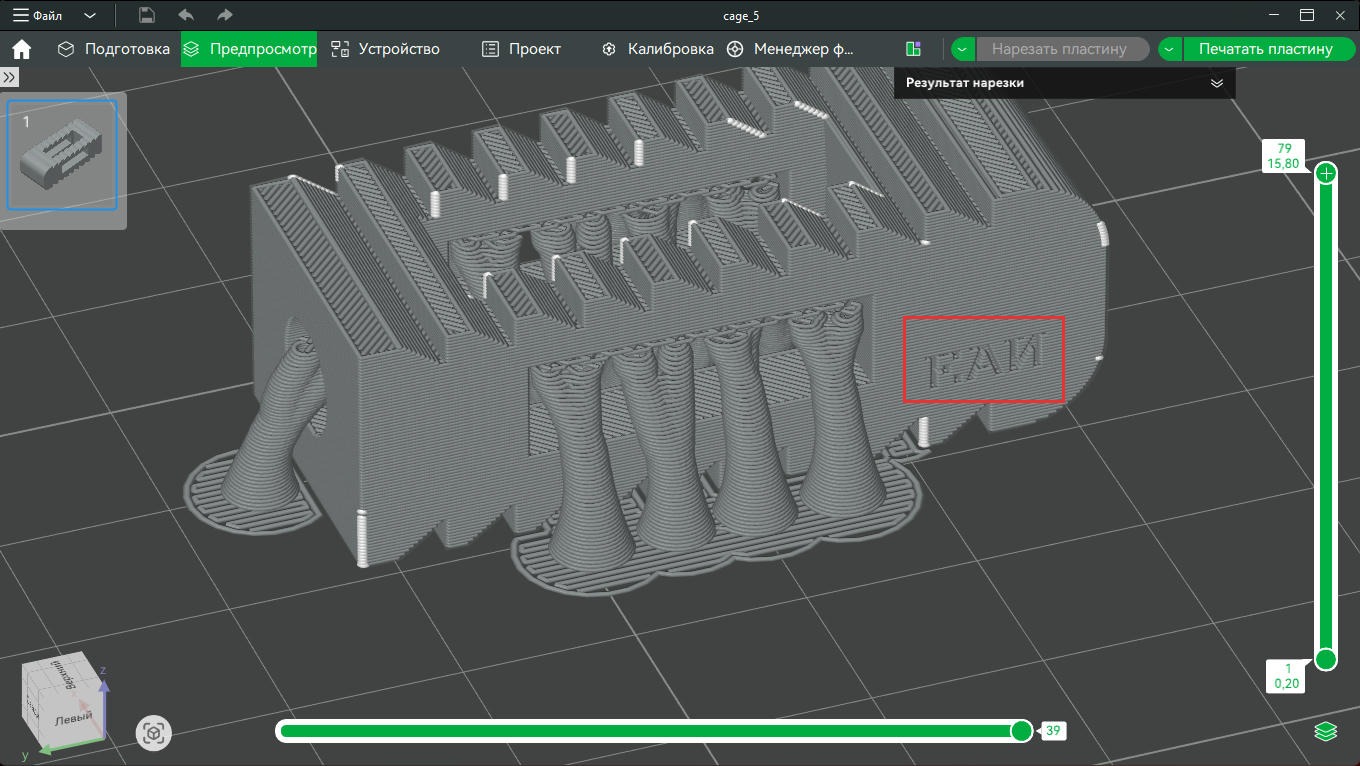 Файл
cage_5
Подготовка
Предпросмотр
Устройство
Проект
Калибровка
Менеджер ф...
Нарезать пластину
Печатать пластину
Результат нарезки
1
79
15,80
ЕАИ
1
0,20
39
Верхний
Левый
z
y